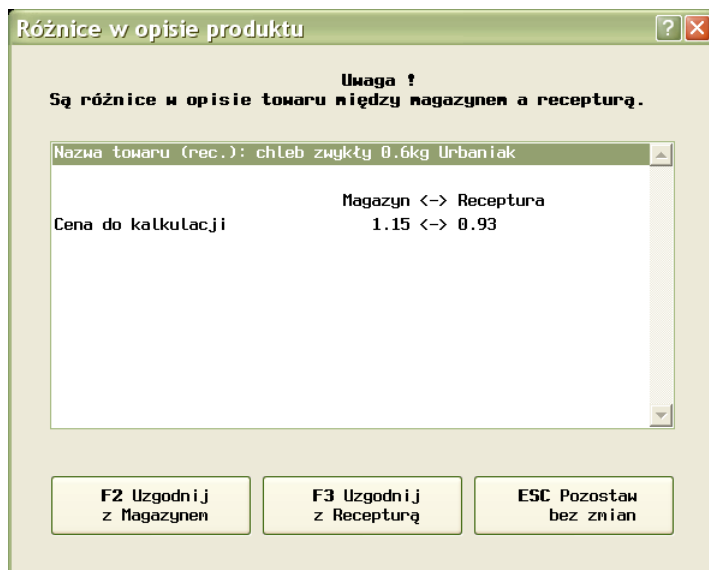 Różnice w opisie produktu
Uwaga !
Są różnice w opisie towaru między magazynem a recepturą.
Nazwa towaru (rec.): chleb zwykły 0.6kg Urbaniak
Magazyn <-> Receptura
Cena do kalkulacji 1.15 <-> 0.93
F2 Uzgodnij
z Magazynem
F3 Uzgodnij
z Recepturą
ESC Pozostaw
bez zmian